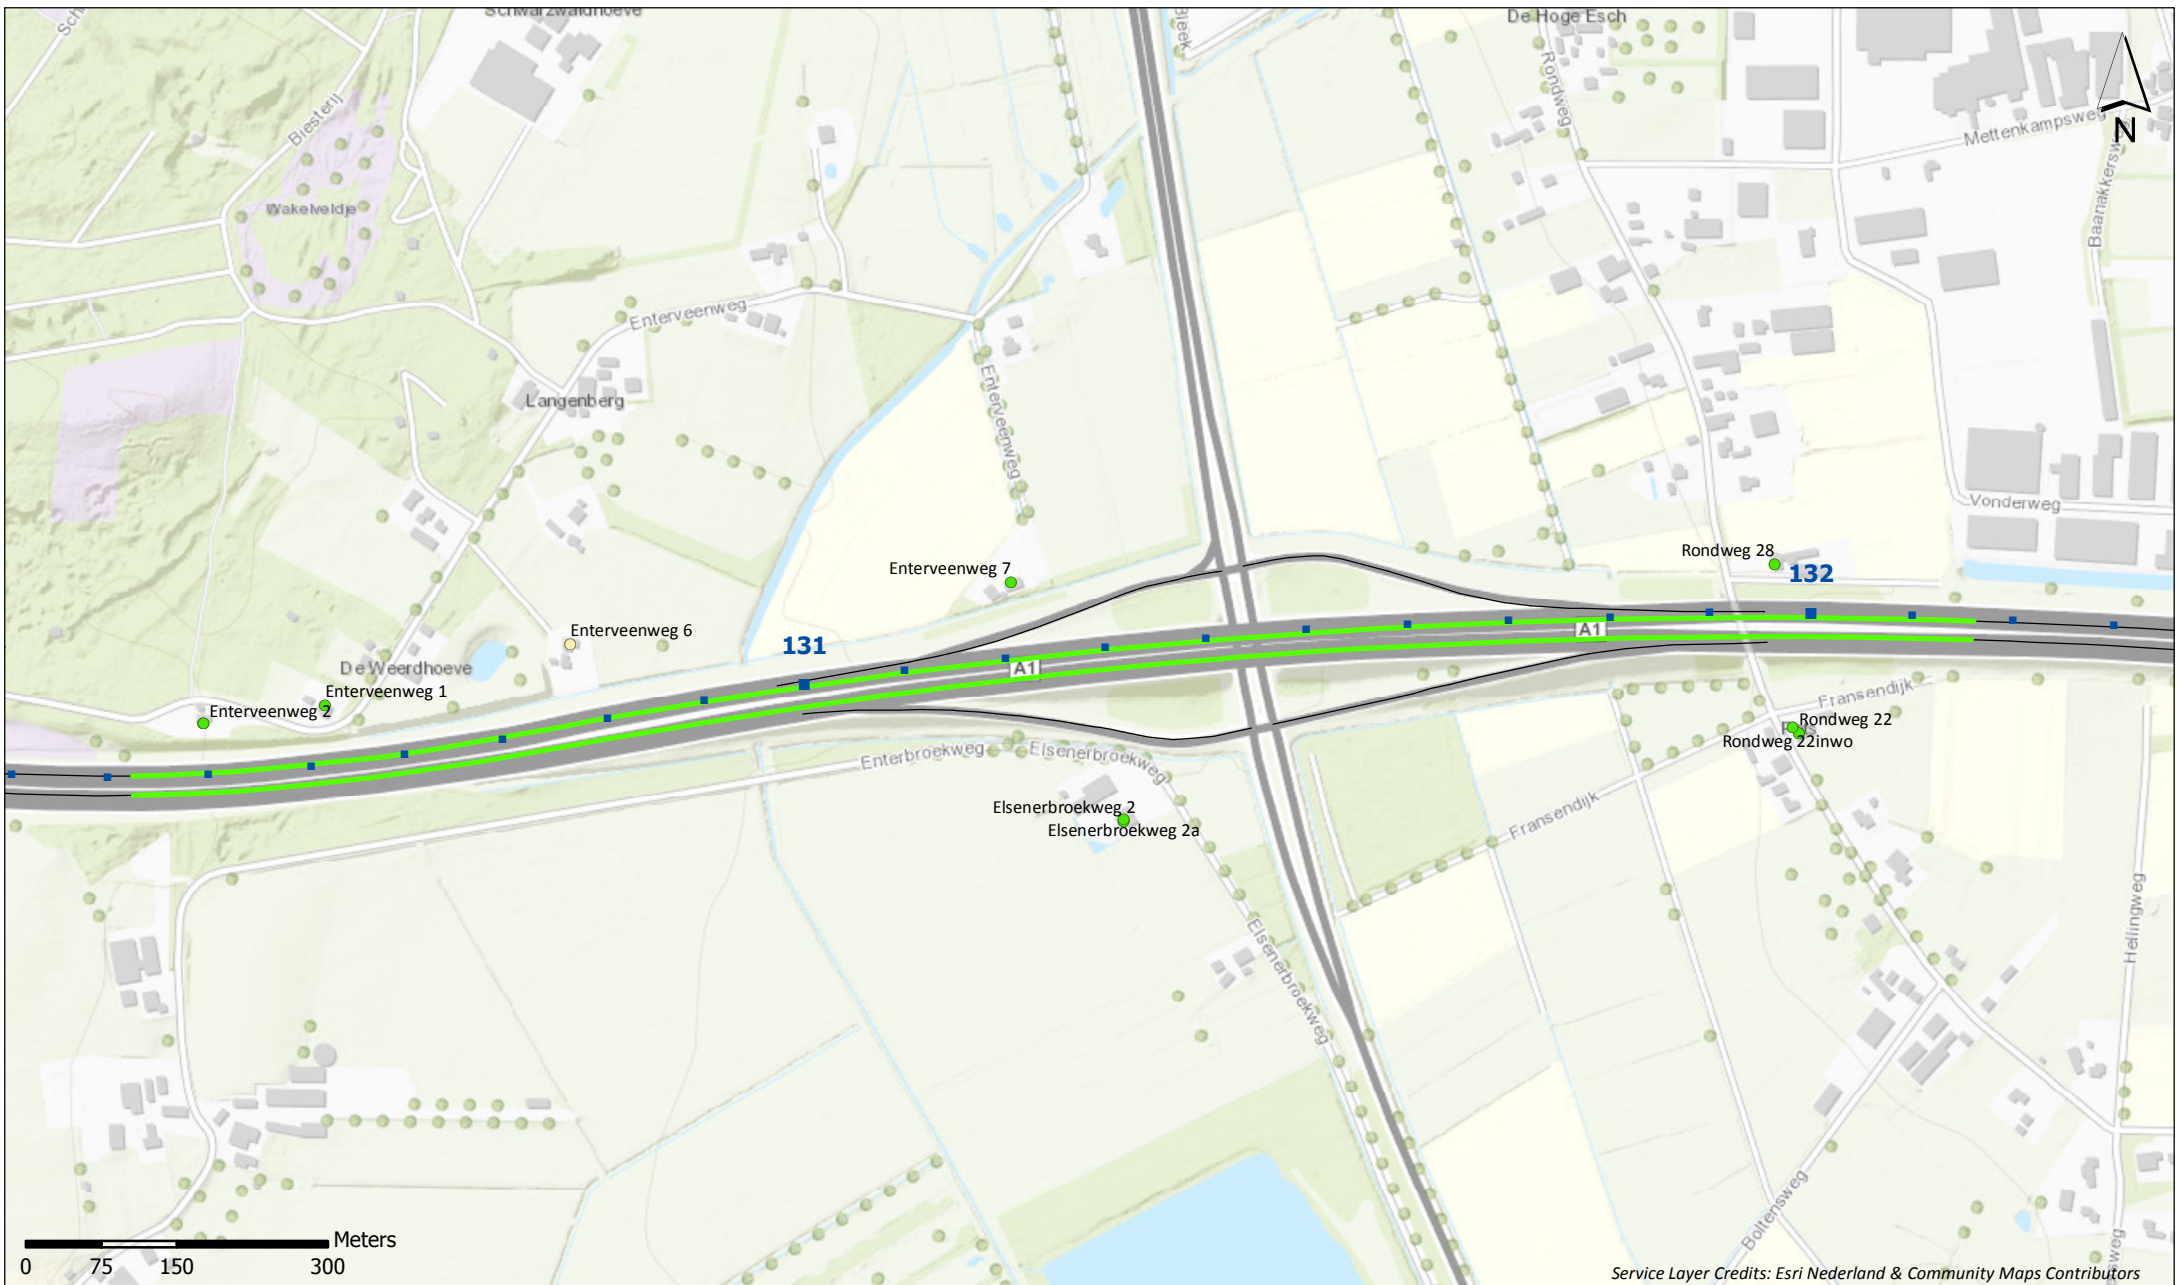 Schwarzwaldhoeve
De Hoge Esch
Bleek
Rondweg
Biesterij
Mettenkampsweg
N
Baanakkersweg
Wakelveldje
Enterveenweg
Langenberg
Enterveenweg
Vonderweg
Rondweg 28
132
Enterveenweg 7
Enterveenweg 6
131
A1
A1
De Weerdhoeve
Enterveenweg 1
Enterveenweg 2
Fransendijk
Rondweg 22
Rondweg 22inwo
Enterbroekweg
Elsenerbroekweg
Elsenerbroekweg 2
Elsenerbroekweg 2a
Fransendijk
Hellingweg
Elsenerbroekweg
Boltensweg
Meters
0 75 150 300
Service Layer Credits: Esri Nederland & Community Maps Contributors